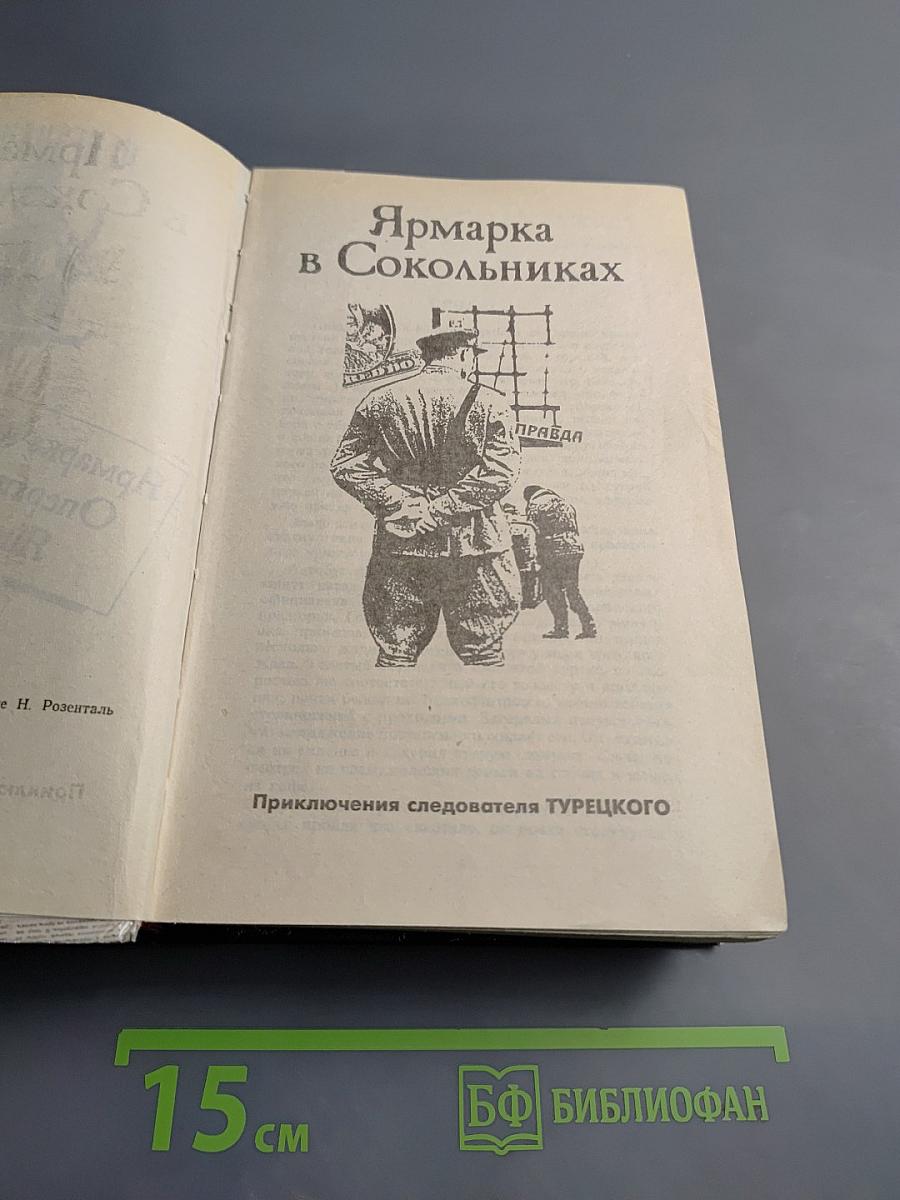 Ярмарка
в Сокольниках
ПРАВДА
е Н. Розенталь
Приключения следователя ТУРЕЦКОГО
15 см
БФ БИБЛИОФАН